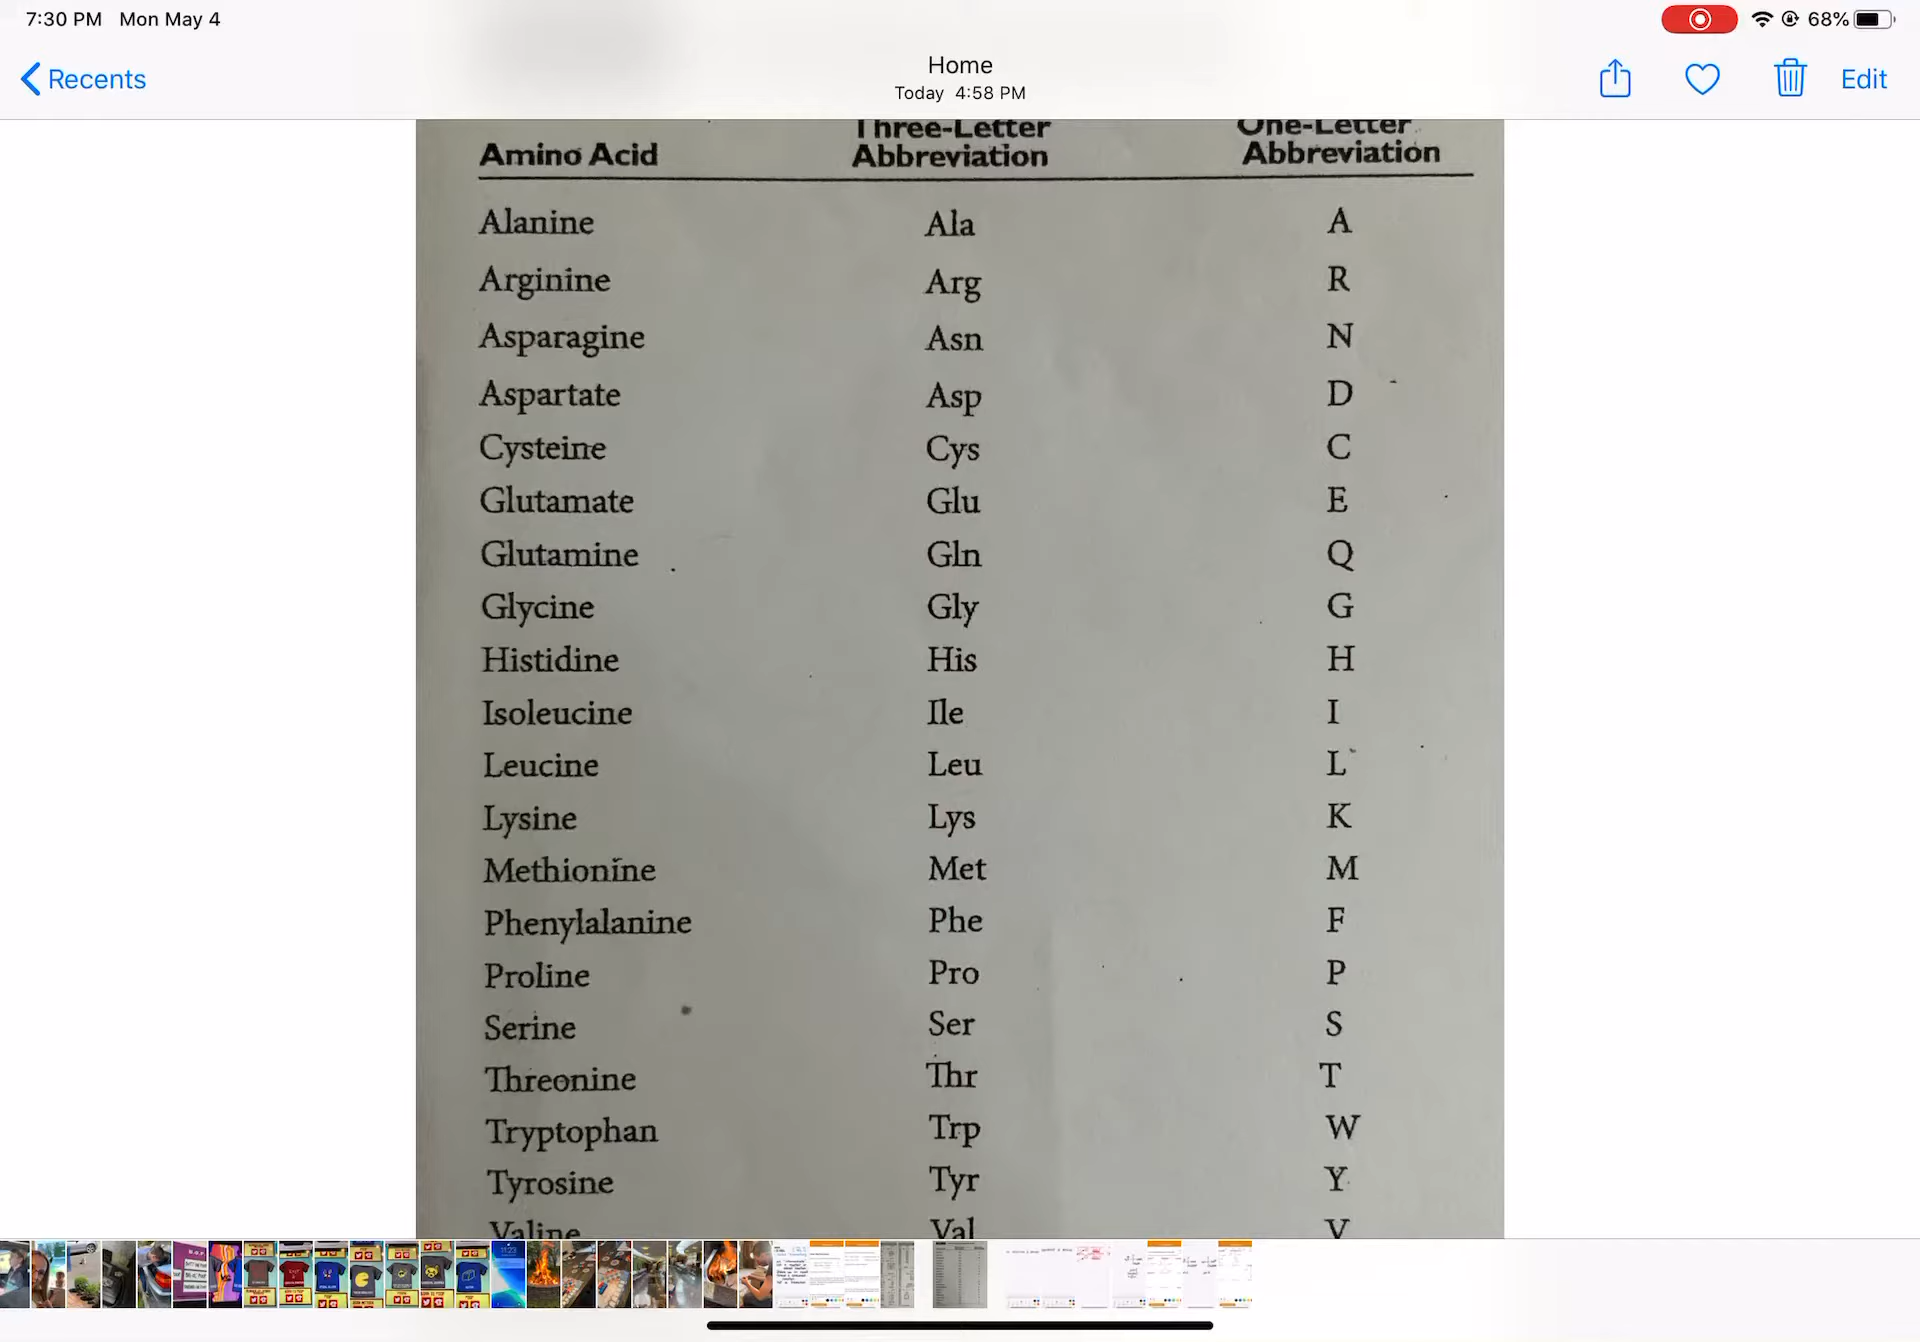 7:30 PM Mon May 4
68%
Recents
Home
Today 4:58 PM
Edit
Three-Letter One-Letter
Amino Acid Abbreviation Abbreviation
Alanine Ala A
Arginine Arg R
Asparagine Asn N
Aspartate Asp D
Cysteine Cys C
Glutamate Glu E
Glutamine Gln Q
Glycine Gly G
Histidine His H
Isoleucine Ile I
Leucine Leu L
Lysine Lys K
Methionine Met M
Phenylalanine Phe F
Proline Pro P
Serine Ser S
Threonine Thr T
Tryptophan Trp W
Tyrosine Tyr Y
Valine Val V